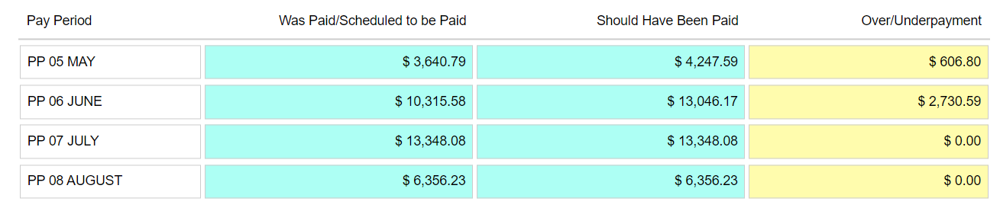 Pay Period Was Paid/Scheduled to be Paid Should Have Been Paid Over/Underpayment
PP 05 MAY $ 3,640.79 $ 4,247.59 $ 606.80
PP 06 JUNE $ 10,315.58 $ 13,046.17 $ 2,730.59
PP 07 JULY $ 13,348.08 $ 13,348.08 $ 0.00
PP 08 AUGUST $ 6,356.23 $ 6,356.23 $ 0.00